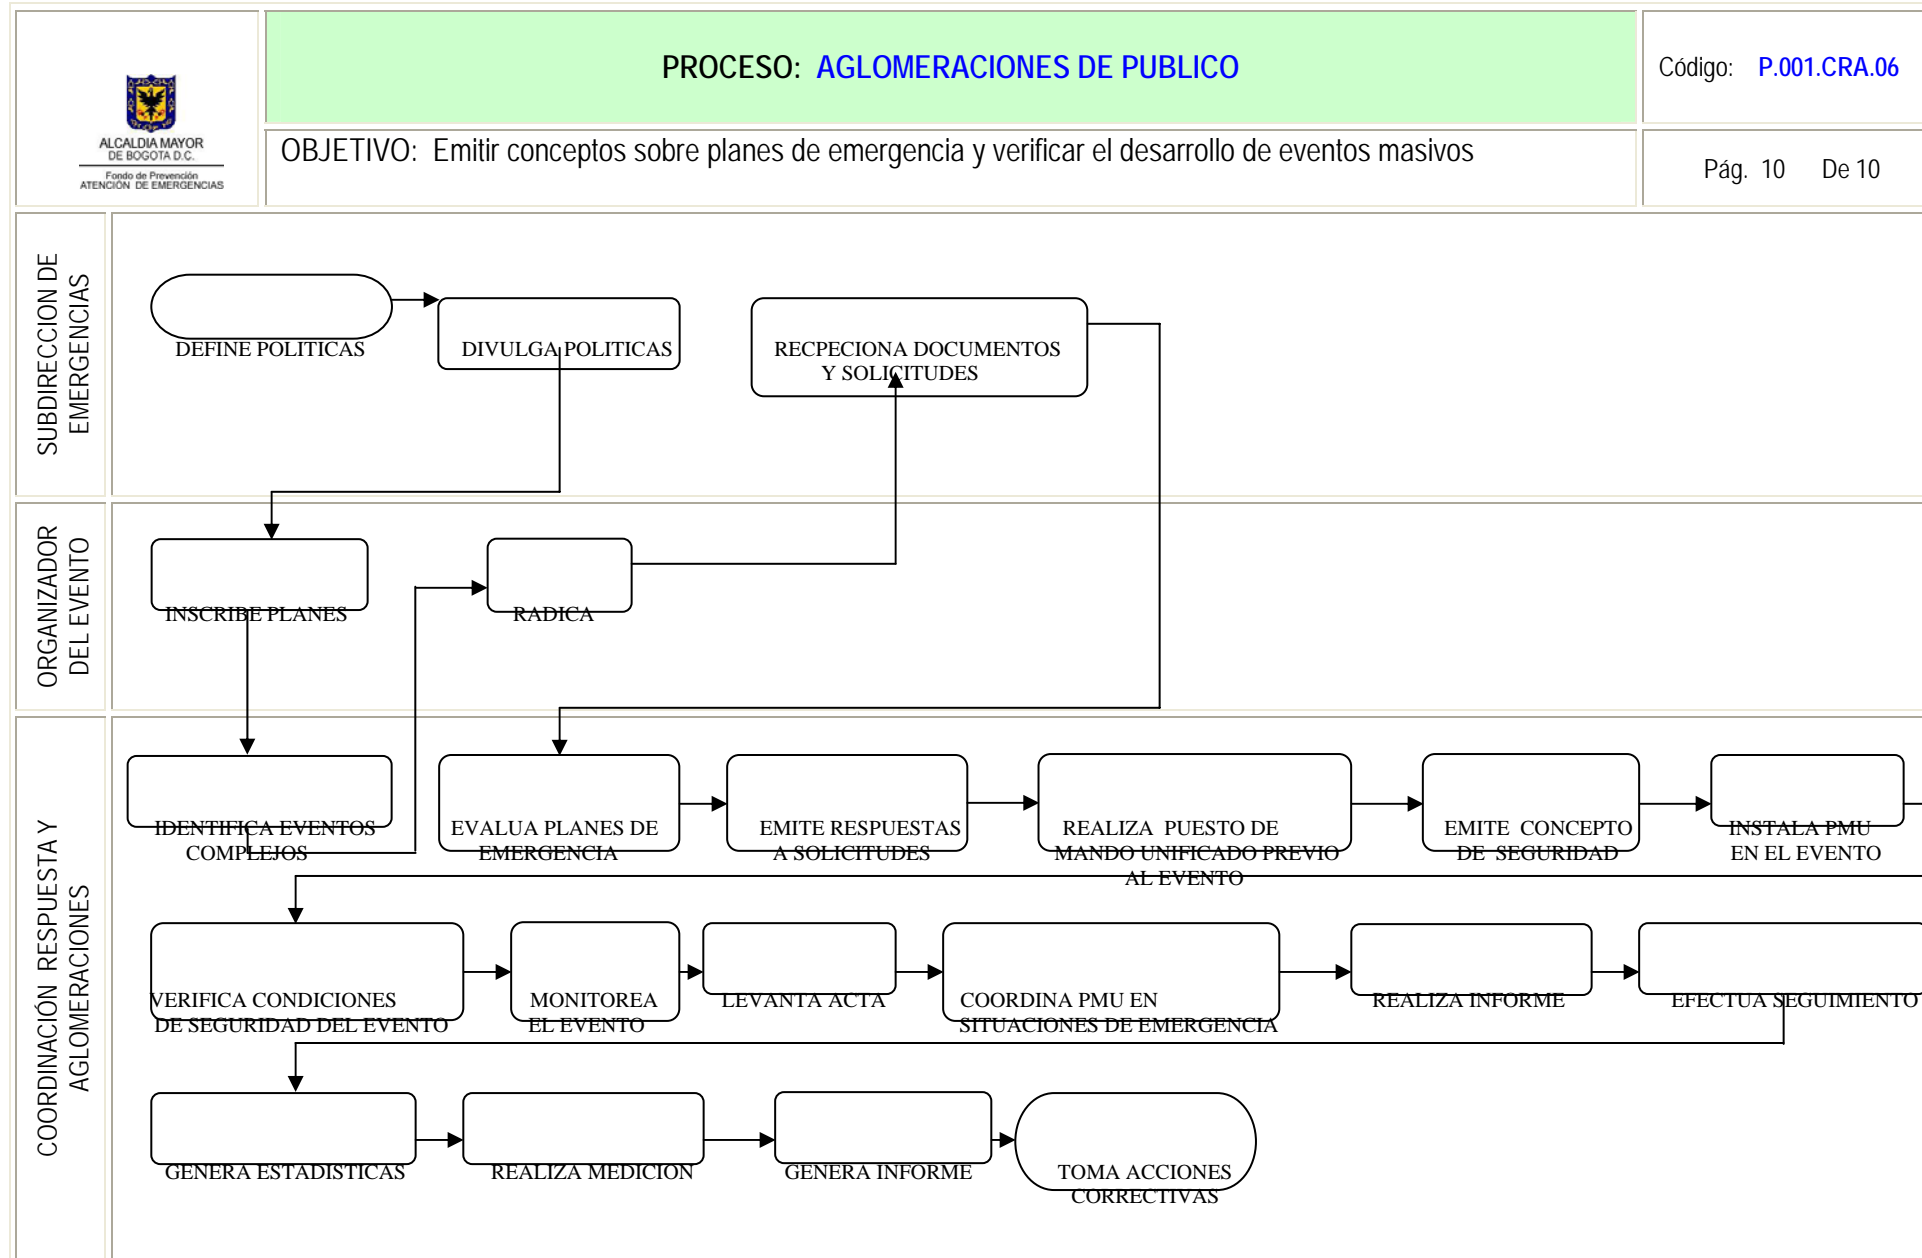 ALCALDIA MAYOR
DE BOGOTA D.C.
Fondo de Prevención
ATENCIÓN DE EMERGENCIAS
PROCESO: AGLOMERACIONES DE PUBLICO
Código: P.001.CRA.06
OBJETIVO: Emitir conceptos sobre planes de emergencia y verificar el desarrollo de eventos masivos
Pág. 10 De 10
SUBDIRECCION DE
EMERGENCIAS
DEFINE POLITICAS
DIVULGA POLITICAS
RECPECIONA DOCUMENTOS
Y SOLICITUDES
ORGANIZADOR
DEL EVENTO
INSCRIBE PLANES
RADICA
COORDINACIÓN RESPUESTA Y
AGLOMERACIONES
IDENTIFICA EVENTOS
COMPLEJOS
EVALUA PLANES DE
EMERGENCIA
EMITE RESPUESTAS
A SOLICITUDES
REALIZA PUESTO DE
MANDO UNIFICADO PREVIO
AL EVENTO
EMITE CONCEPTO
DE SEGURIDAD
INSTALA PMU
EN EL EVENTO
VERIFICA CONDICIONES
DE SEGURIDAD DEL EVENTO
MONITOREA
EL EVENTO
LEVANTA ACTA
COORDINA PMU EN
SITUACIONES DE EMERGENCIA
REALIZA INFORME
EFECTUA SEGUIMIENTO
GENERA ESTADISTICAS
REALIZA MEDICION
GENERA INFORME
TOMA ACCIONES
CORRECTIVAS